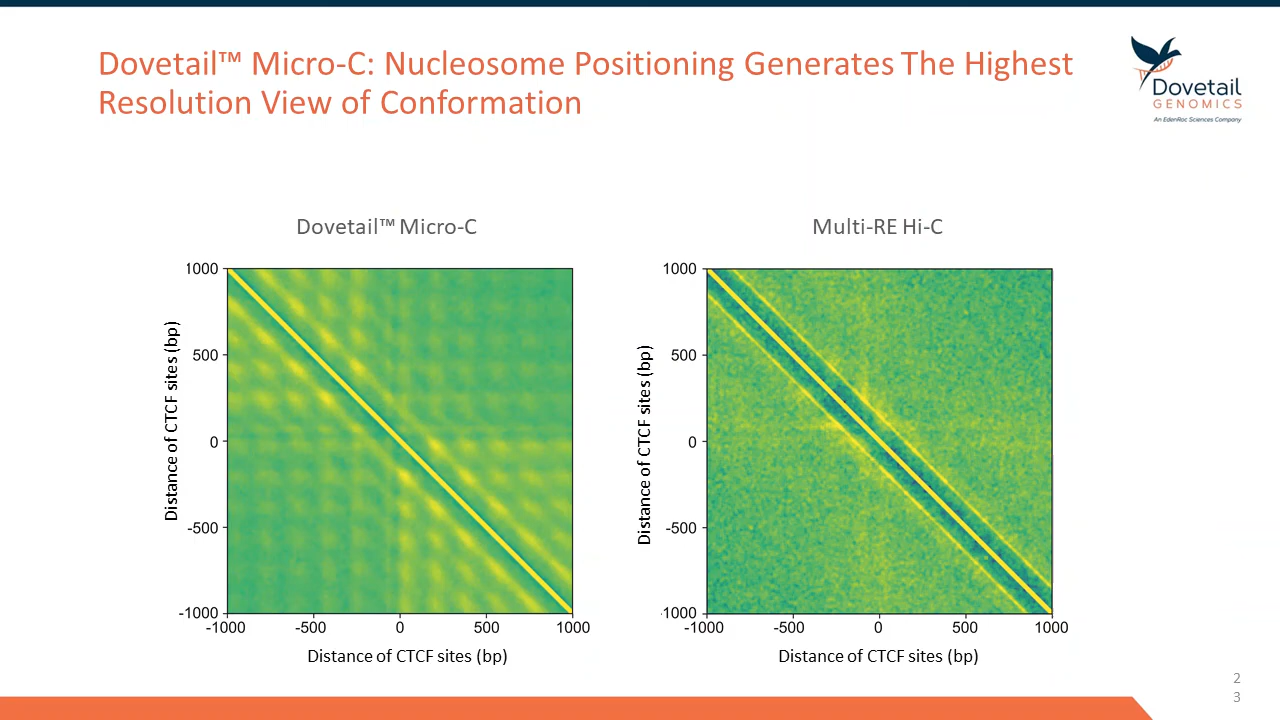 Dovetail™ Micro-C: Nucleosome Positioning Generates The Highest
Resolution View of Conformation
Dovetail
GENOMICS
An EdenRoc Sciences Company
Dovetail™ Micro-C
Multi-RE Hi-C
1000
500
0
-500
-1000
Distance of CTCF sites (bp)
-1000 -500 0 500 1000
Distance of CTCF sites (bp)
1000
500
0
-500
-1000
Distance of CTCF sites (bp)
-1000 -500 0 500 1000
Distance of CTCF sites (bp)
2
3